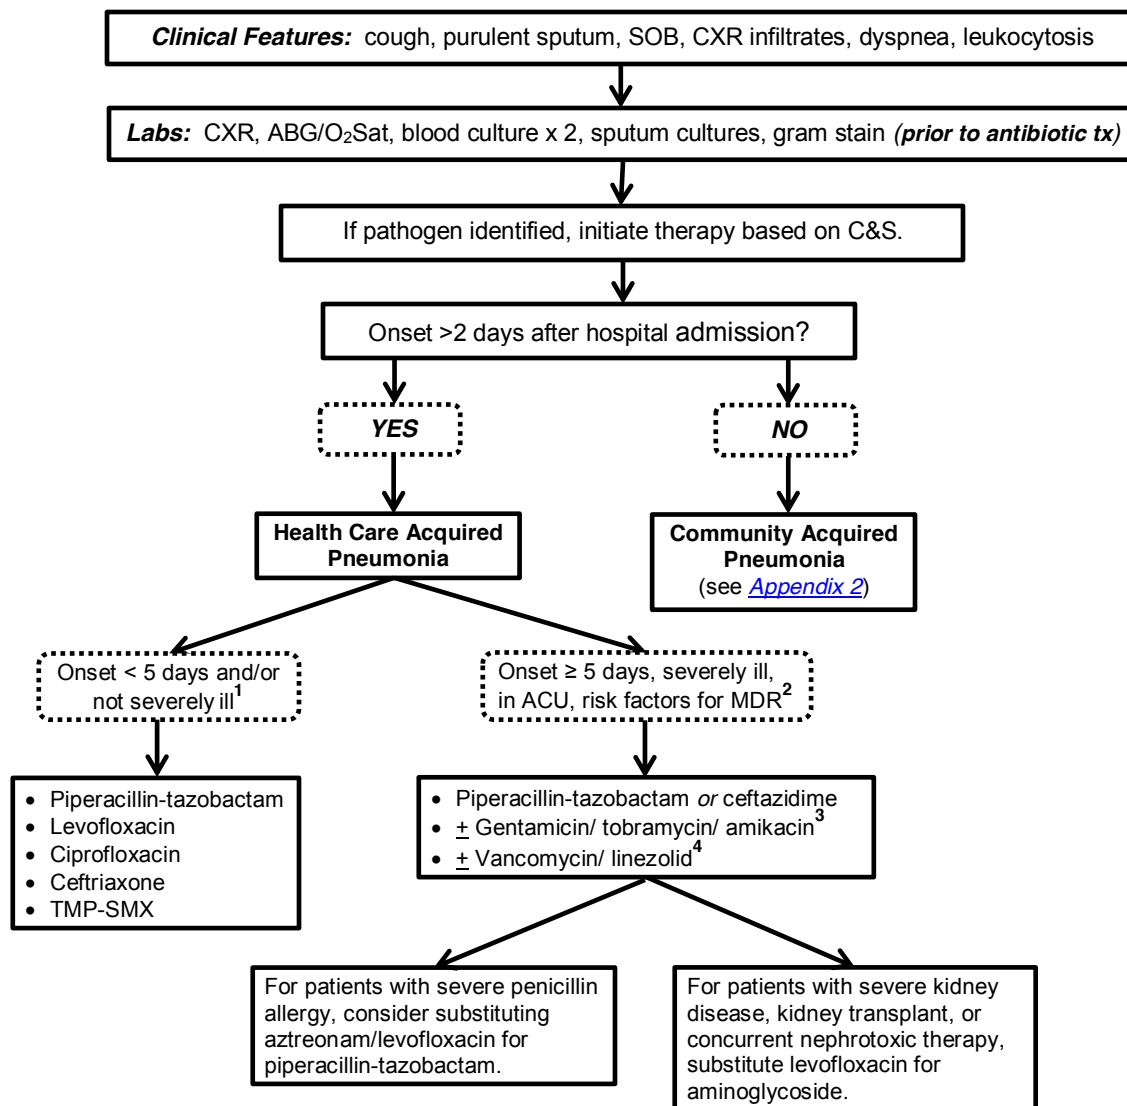 Clinical Features: cough, purulent sputum, SOB, CXR infiltrates, dyspnea, leukocytosis
Labs: CXR, ABG/O₂Sat, blood culture x 2, sputum cultures, gram stain (prior to antibiotic tx)
If pathogen identified, initiate therapy based on C&S.
Onset >2 days after hospital admission?
YES
NO
Health Care Acquired
Pneumonia
Community Acquired
Pneumonia
(see Appendix 2)
Onset < 5 days and/or
not severely ill¹
Onset ≥ 5 days, severely ill,
in ACU, risk factors for MDR²
• Piperacillin-tazobactam
• Levofloxacin
• Ciprofloxacin
• Ceftriaxone
• TMP-SMX
• Piperacillin-tazobactam or ceftazidime
• ± Gentamicin/ tobramycin/ amikacin³
• ± Vancomycin/ linezolid⁴
For patients with severe penicillin
allergy, consider substituting
aztreonam/levofloxacin for
piperacillin-tazobactam.
For patients with severe kidney
disease, kidney transplant, or
concurrent nephrotoxic therapy,
substitute levofloxacin for
aminoglycoside.